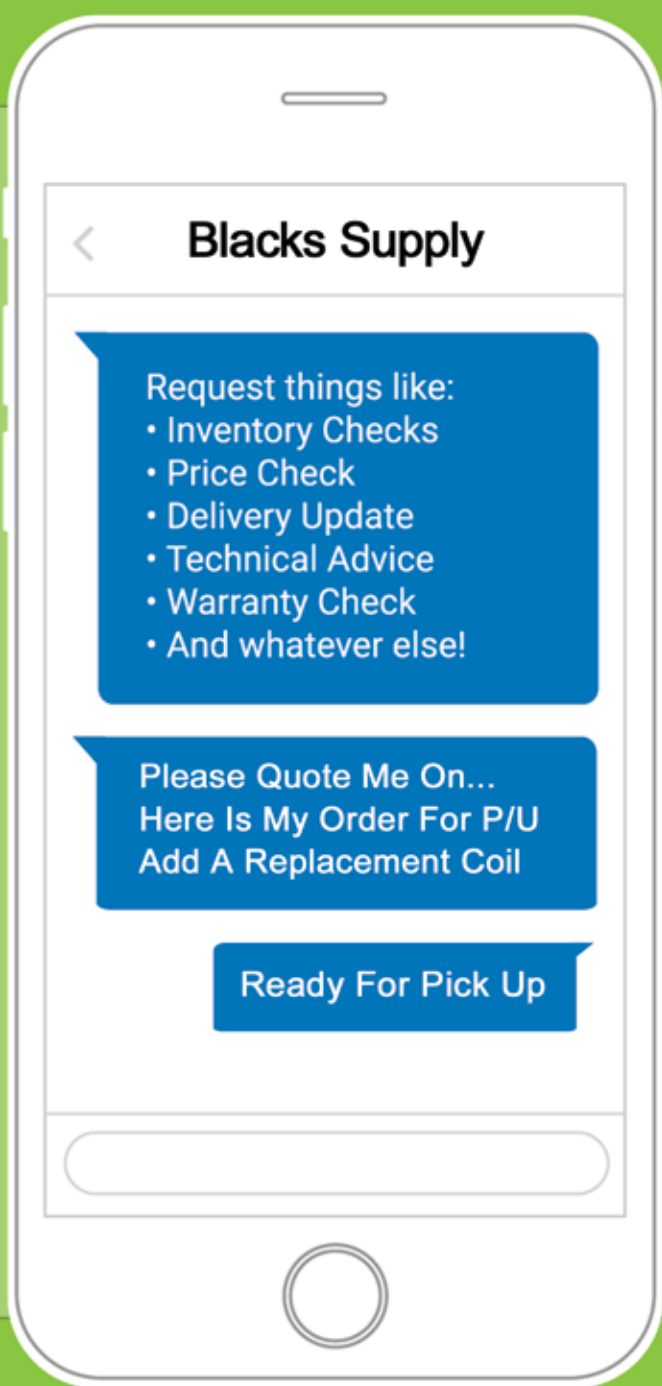 Blacks Supply
Request things like:
• Inventory Checks
• Price Check
• Delivery Update
• Technical Advice
• Warranty Check
• And whatever else!
Please Quote Me On...
Here Is My Order For P/U
Add A Replacement Coil
Ready For Pick Up